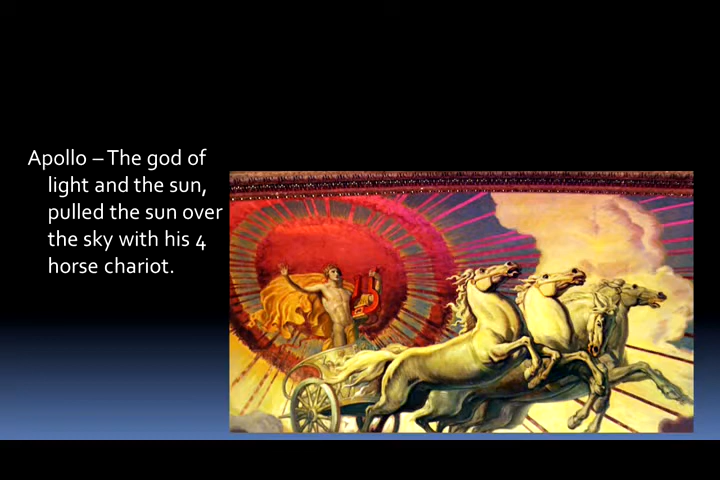 Apollo – The god of
light and the sun,
pulled the sun over
the sky with his 4
horse chariot.